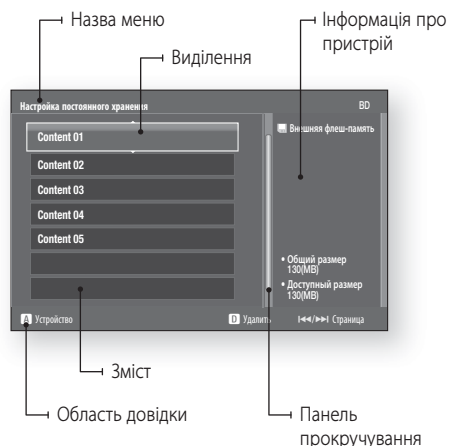 Назва меню
Інформація про
пристрій
Виділення
Настройка постоянного хранения
BD
Content 01
Внешняя флеш-память
Content 02
Content 03
Content 04
Content 05
• Общий размер
130(MB)
• Доступный размер
130(MB)
A Устройство
D Удалить
I◀◀/▶▶I Страница
Зміст
Область довідки
Панель
прокручування